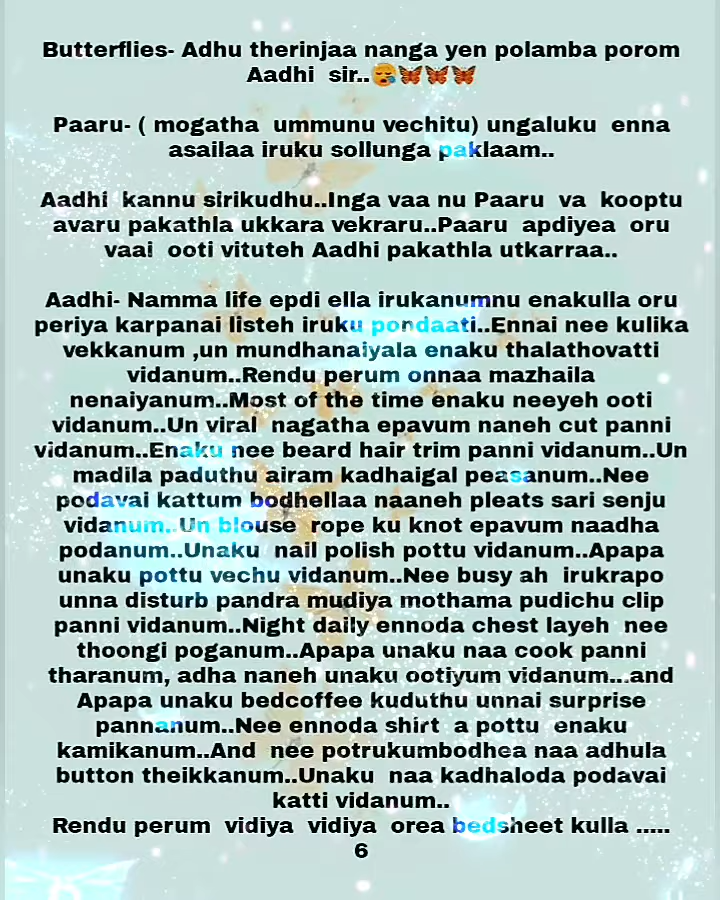 Butterflies- Adhu therinjaa nanga yen polamba porom
Aadhi  sir..😪🦋🦋🦋
Paaru- ( mogatha  ummunu vechitu) ungaluku  enna
asailaa iruku sollunga paklaam..
Aadhi  kannu sirikudhu..Inga vaa nu Paaru  va  kooptu
avaru pakathla ukkara vekraru..Paaru  apdiyea  oru
vaai  ooti vituteh Aadhi pakathla utkarraa..
Aadhi- Namma life epdi ella irukanumnu enakulla oru
periya karpanai listeh iruku pondaati..Ennai nee kulika
vekkanum ,un mundhanaiyala enaku thalathovatti
vidanum..Rendu perum onnaa mazhaila
nenaiyanum..Most of the time enaku neeyeh ooti
vidanum..Un viral  nagatha epavum naneh cut panni
vidanum..Enaku nee beard hair trim panni vidanum..Un
madila paduthu airam kadhaigal peasanum..Nee
podavai kattum bodhellaa naaneh pleats sari senju
vidanum..Un blouse  rope ku knot epavum naadha
podanum..Unaku  nail polish pottu vidanum..Apapa
unaku pottu vechu vidanum..Nee busy ah  irukrapo
unna disturb pandra mudiya mothama pudichu clip
panni vidanum..Night daily ennoda chest layeh  nee
thoongi poganum..Apapa unaku naa cook panni
tharanum, adha naneh unaku ootiyum vidanum...and
Apapa unaku bedcoffee kuduthu unnai surprise
pannanum..Nee ennoda shirt  a pottu  enaku
kamikanum..And  nee potrukumbodhea naa adhula
button theikkanum..Unaku  naa kadhaloda podavai
katti vidanum..
Rendu perum  vidiya  vidiya  orea bedsheet kulla .....
6